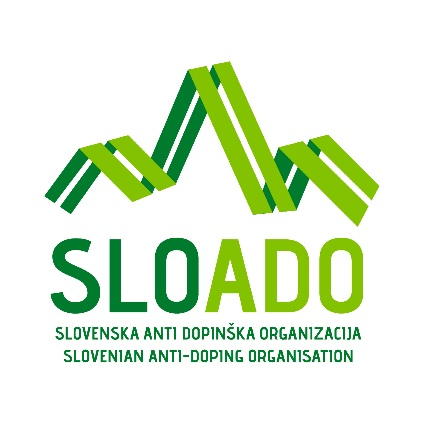 SLOADO
SLOVENSKA ANTI DOPINŠKA ORGANIZACIJA
SLOVENIAN ANTI-DOPING ORGANISATION